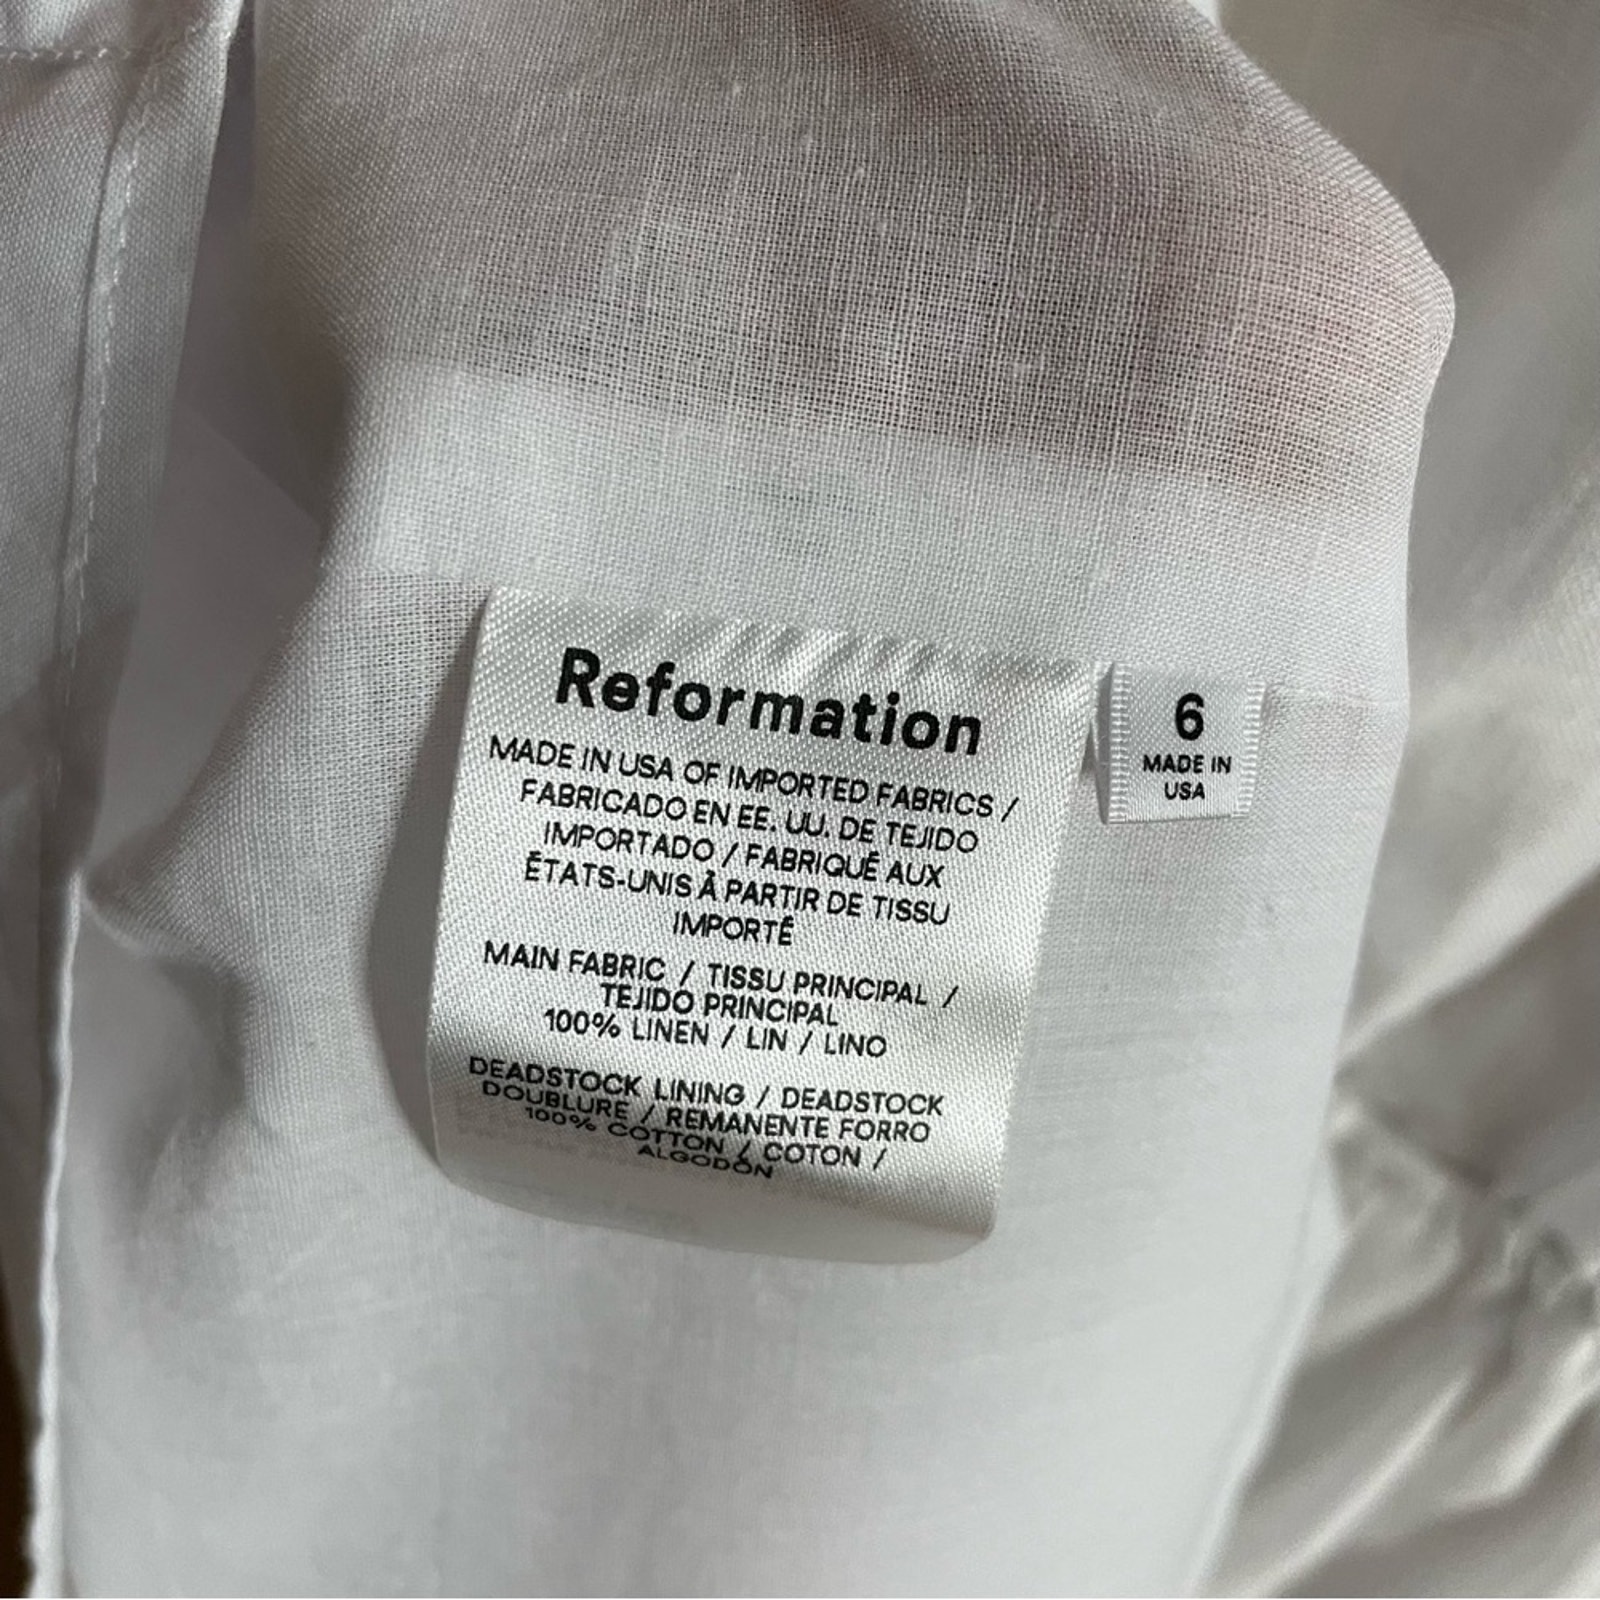 Reformation
MADE IN USA OF IMPORTED FABRICS /
FABRICADO EN EE. UU. DE TEJIDO
IMPORTADO / FABRIQUÉ AUX
ÉTATS-UNIS À PARTIR DE TISSU
IMPORTÉ
MAIN FABRIC / TISSU PRINCIPAL /
TEJIDO PRINCIPAL
100% LINEN / LIN / LINO
DEADSTOCK LINING / DEADSTOCK
DOUBLURE / REMANENTE FORRO
100% COTTON / COTON /
ALGODÓN
6
MADE IN
USA